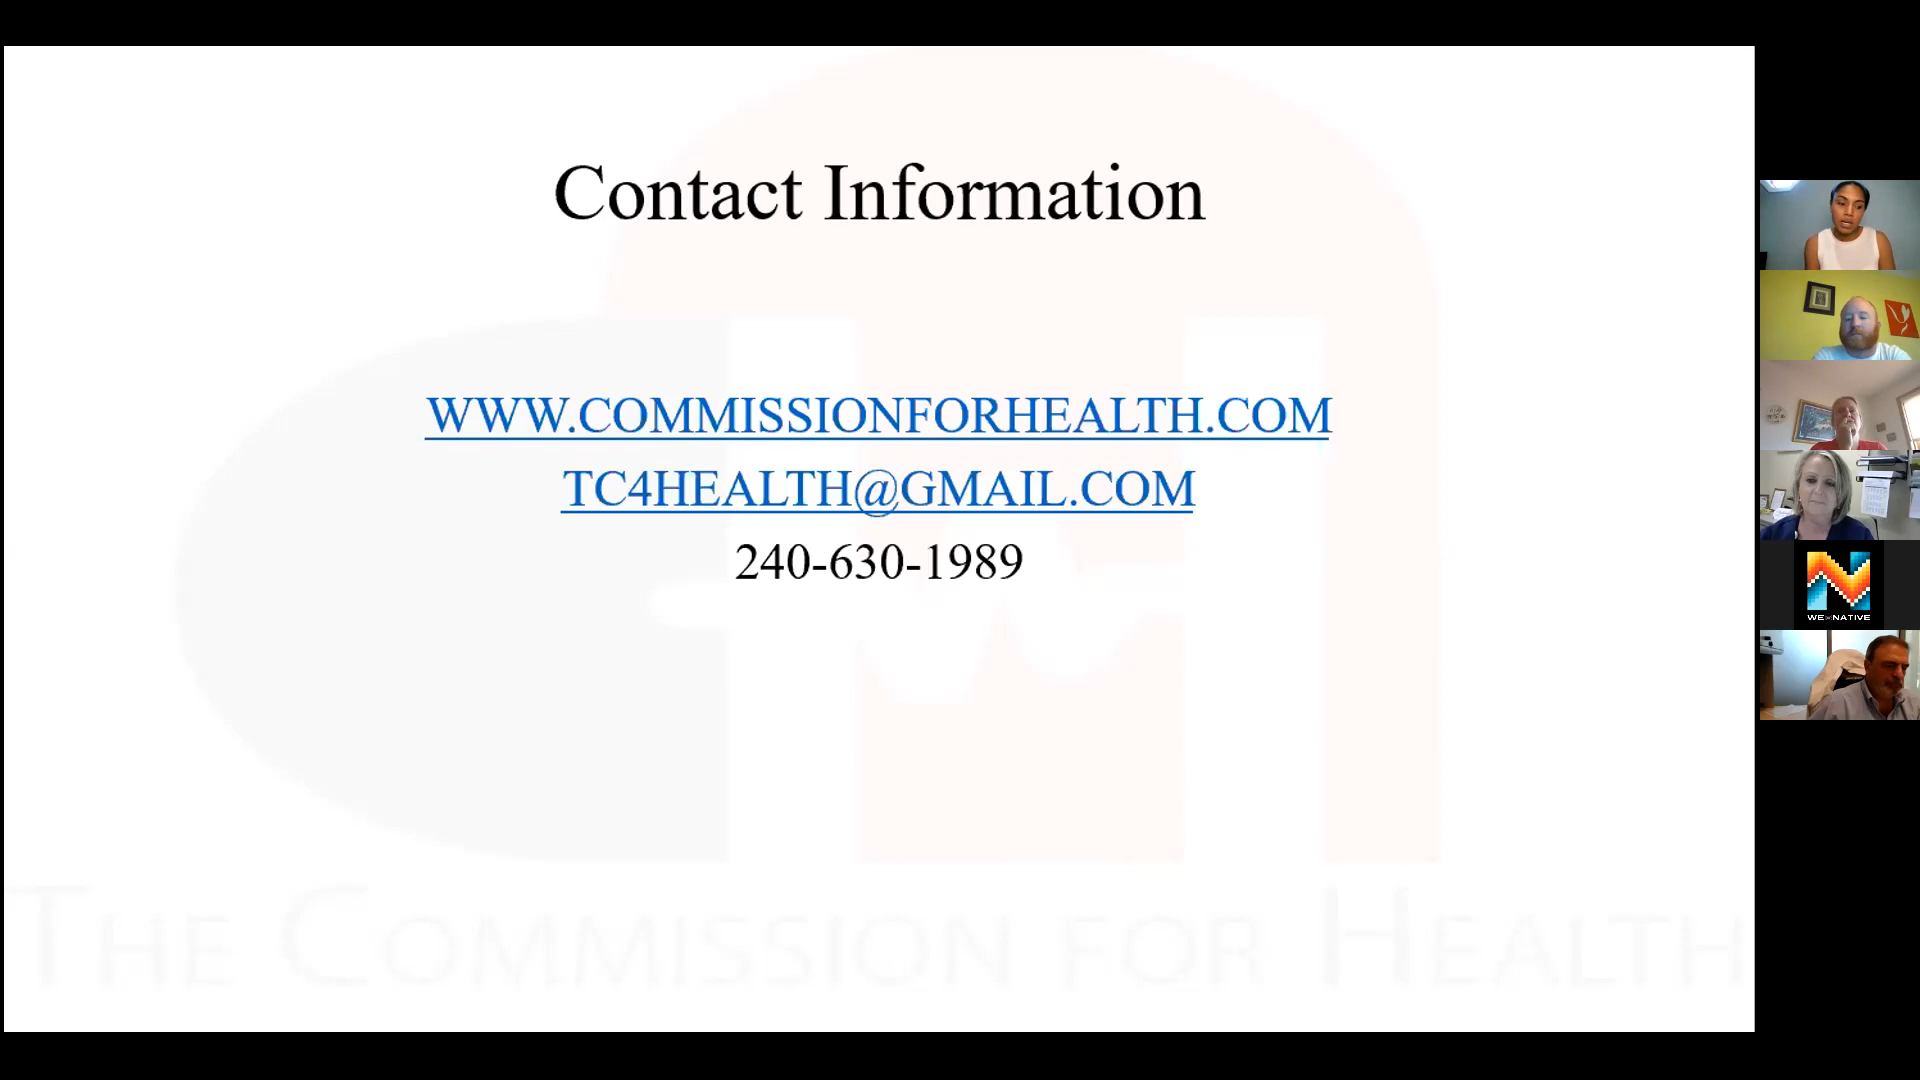 Contact Information
WWW.COMMISSIONFORHEALTH.COM
TC4HEALTH@GMAIL.COM
240-630-1989
THE COMMISSION FOR HEALTH
WE NATIVE